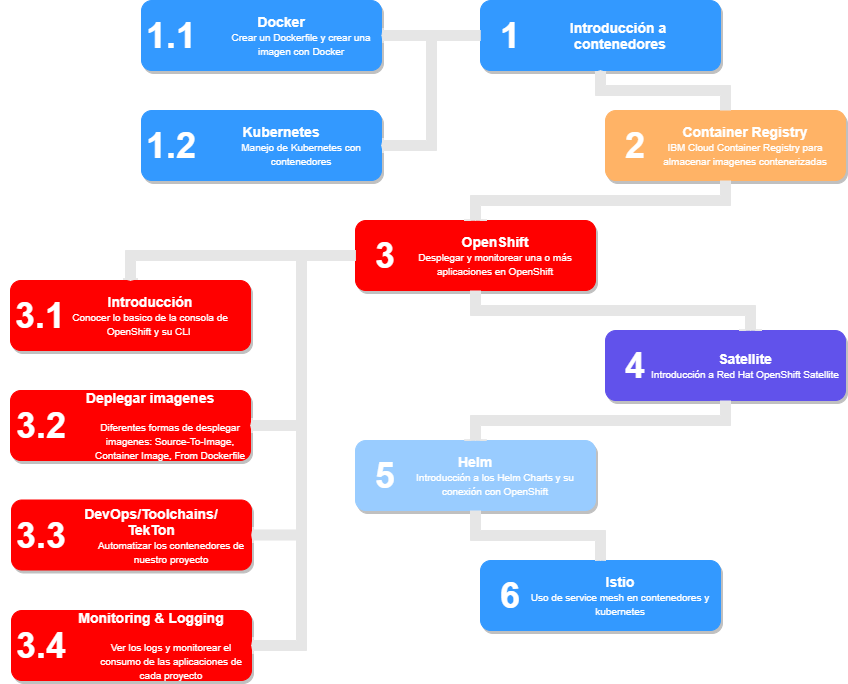 1
Introducción a
contenedores
1.1
Docker
Crear un Dockerfile y crear una
imagen con Docker
1.2
Kubernetes
Manejo de Kubernetes con
contenedores
2
Container Registry
IBM Cloud Container Registry para
almacenar imagenes contenerizadas
3
OpenShift
Desplegar y monitorear una o más
aplicaciones en OpenShift
3.1
Introducción
Conocer lo basico de la consola de
OpenShift y su CLI
3.2
Deplegar imagenes
Diferentes formas de desplegar
imagenes: Source-To-Image,
Container Image, From Dockerfile
3.3
DevOps/Toolchains/
TekTon
Automatizar los contenedores de
nuestro proyecto
3.4
Monitoring & Logging
Ver los logs y monitorear el
consumo de las aplicaciones de
cada proyecto
4
Satellite
Introducción a Red Hat OpenShift Satellite
5
Helm
Introducción a los Helm Charts y su
conexión con OpenShift
6
Istio
Uso de service mesh en contenedores y
kubernetes